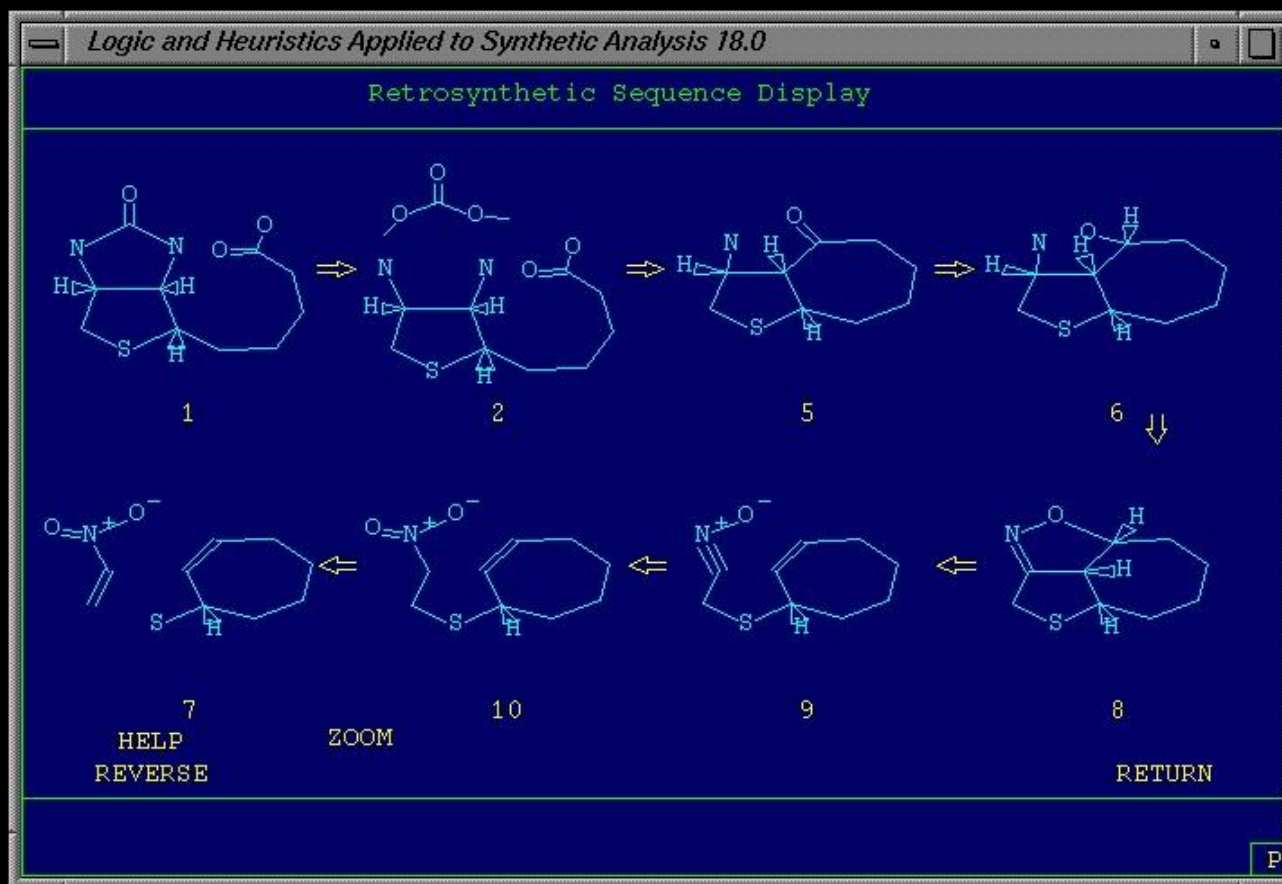 Logic and Heuristics Applied to Synthetic Analysis 18.0
Retrosynthetic Sequence Display
O
O
O O O
O O
N N O H
H H
S
H
1
N N O
O
H H
S
H
2
O
N H
H
S
H
5
O H
N H
H
S
H
6
O=N+ O−
S
H
7
O=N+ O−
S
H
10
N+ O−
S
H
9
N O H
H
S
H
8
HELP
ZOOM
REVERSE
RETURN
P